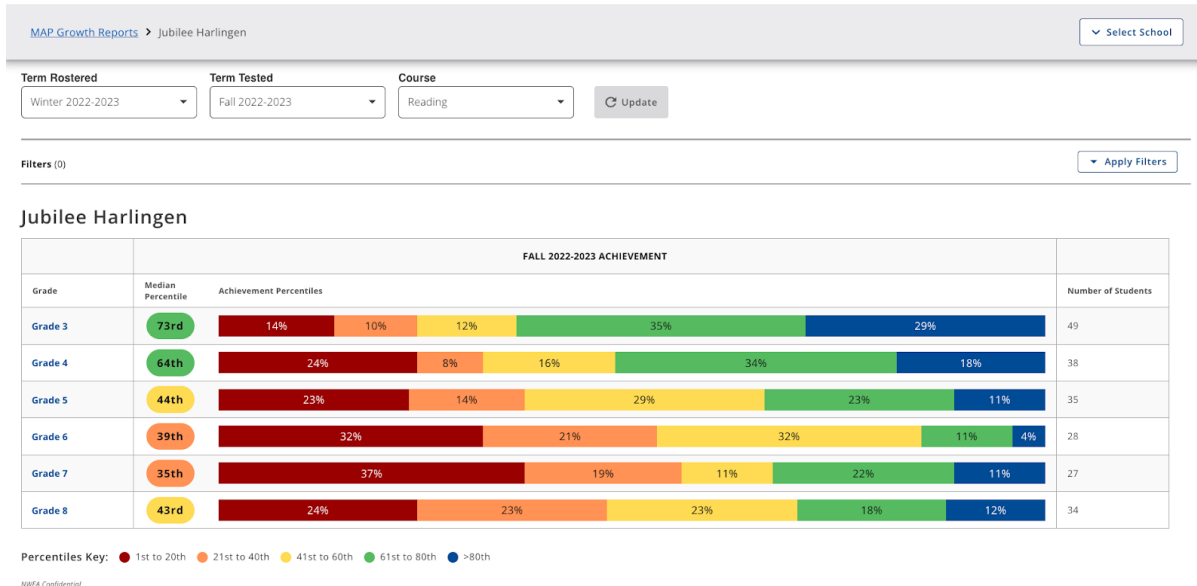 MAP Growth Reports > Jubilee Harlingen
Select School
Term Rostered Term Tested Course
Winter 2022-2023 Fall 2022-2023 Reading Update
Filters (0)
Apply Filters
Jubilee Harlingen
FALL 2022-2023 ACHIEVEMENT
Grade Median Percentile Achievement Percentiles Number of Students
Grade 3 73rd 14% 10% 12% 35% 29% 49
Grade 4 64th 24% 8% 16% 34% 18% 38
Grade 5 44th 23% 14% 29% 23% 11% 35
Grade 6 39th 32% 21% 32% 11% 4% 28
Grade 7 35th 37% 19% 11% 22% 11% 27
Grade 8 43rd 24% 23% 23% 18% 12% 34
Percentiles Key: 1st to 20th 21st to 40th 41st to 60th 61st to 80th >80th
NWEA Confidential